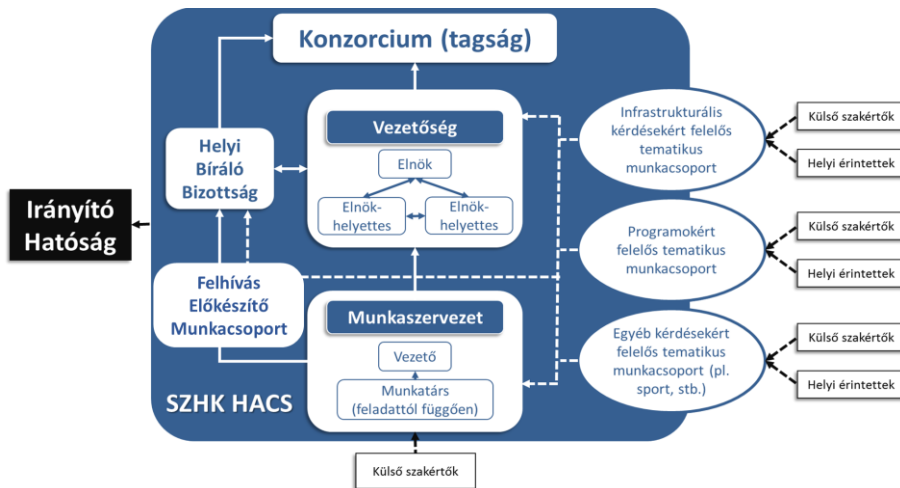 Konzorcium (tagság)
Vezetőség
Elnök
Elnök-
helyettes
Elnök-
helyettes
Helyi
Bíráló
Bizottság
Irányító
Hatóság
Felhívás
Előkészítő
Munkacsoport
Munkaszervezet
Vezető
Munkatárs
(feladattól függően)
SZHK HACS
Külső szakértők
Infrastrukturális
kérdésekért felelős
tematikus
munkacsoport
Külső szakértők
Helyi érintettek
Programokért
felelős tematikus
munkacsoport
Külső szakértők
Helyi érintettek
Egyéb kérdésekért
felelős tematikus
munkacsoport (pl.
sport, stb.)
Külső szakértők
Helyi érintettek